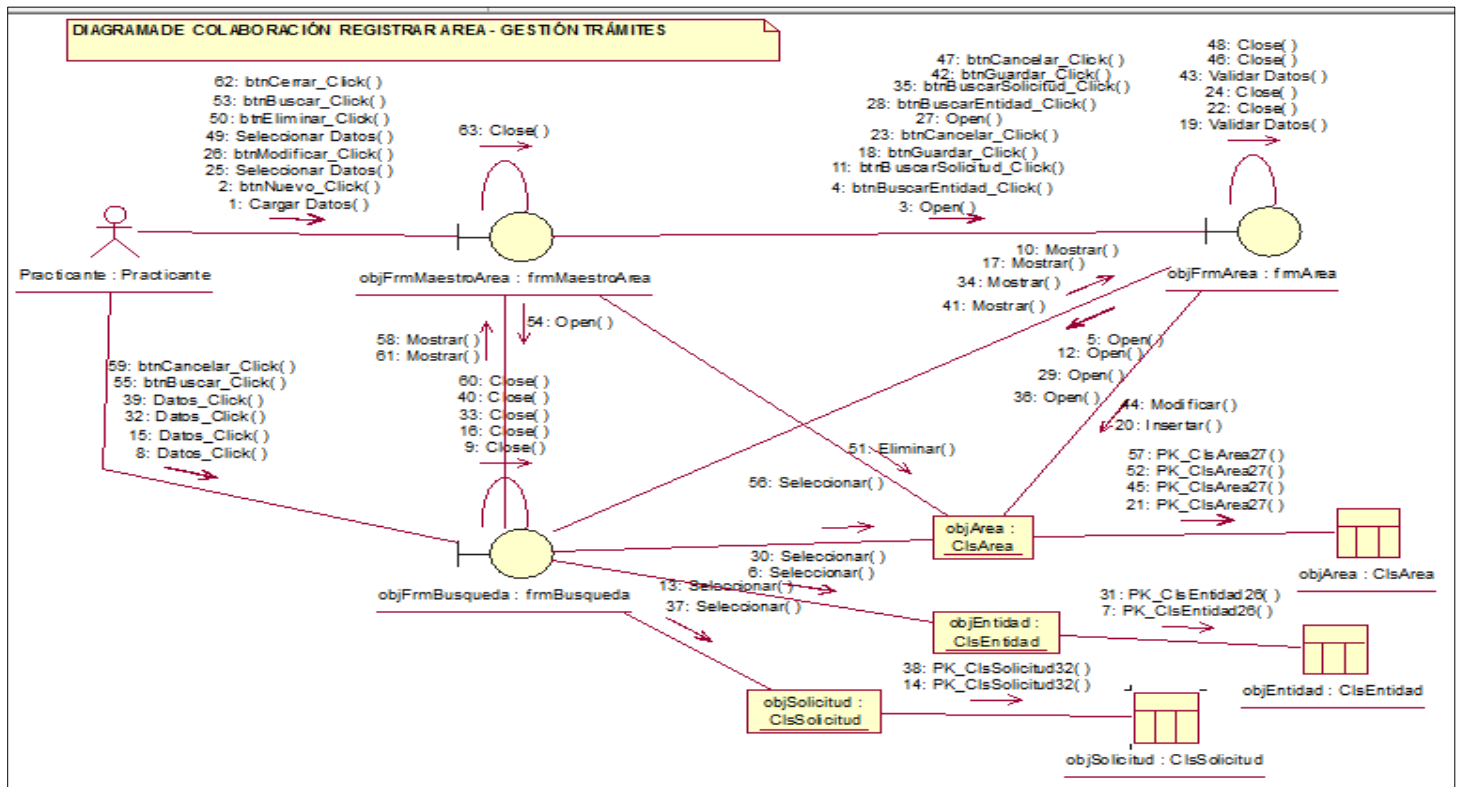 DIAGRAMA DE COLABORACIÓN REGISTRAR AREA - GESTIÓN TRÁMITES
62: btnCerrar_Click( )
53: btnBuscar_Click( )
50: btnEliminar_Click( )
49: Seleccionar Datos( )
26: btnModificar_Click( )
25: Seleccionar Datos( )
2: btnNuevo_Click( )
1: Cargar Datos( )
63: Close( )
47: btnCancelar_Click( )
42: btnGuardar_Click( )
35: btnBuscarSolicitud_Click( )
28: btnBuscarEntidad_Click( )
27: Open( )
23: btnCancelar_Click( )
18: btnGuardar_Click( )
11: btnBuscarSolicitud_Click( )
4: btnBuscarEntidad_Click( )
3: Open( )
48: Close( )
46: Close( )
43: Validar Datos( )
24: Close( )
22: Close( )
19: Validar Datos( )
Practicante : Practicante
objFrmMaestroArea : frmMaestroArea
objFrmArea : frmArea
10: Mostrar( )
17: Mostrar( )
34: Mostrar( )
41: Mostrar( )
54: Open( )
58: Mostrar( )
61: Mostrar( )
5: Open( )
12: Open( )
29: Open( )
36: Open( )
59: btnCancelar_Click( )
55: btnBuscar_Click( )
39: Datos_Click( )
32: Datos_Click( )
15: Datos_Click( )
8: Datos_Click( )
60: Close( )
40: Close( )
33: Close( )
16: Close( )
9: Close( )
44: Modificar( )
20: Insertar( )
51: Eliminar( )
56: Seleccionar( )
57: PK_ClsArea27( )
52: PK_ClsArea27( )
45: PK_ClsArea27( )
21: PK_ClsArea27( )
objArea :
ClsArea
objArea : ClsArea
30: Seleccionar( )
6: Seleccionar( )
13: Seleccionar( )
37: Seleccionar( )
objFrmBusqueda : frmBusqueda
31: PK_ClsEntidad26( )
7: PK_ClsEntidad26( )
objEntidad :
ClsEntidad
objEntidad : ClsEntidad
38: PK_ClsSolicitud32( )
14: PK_ClsSolicitud32( )
objSolicitud :
ClsSolicitud
objSolicitud : ClsSolicitud